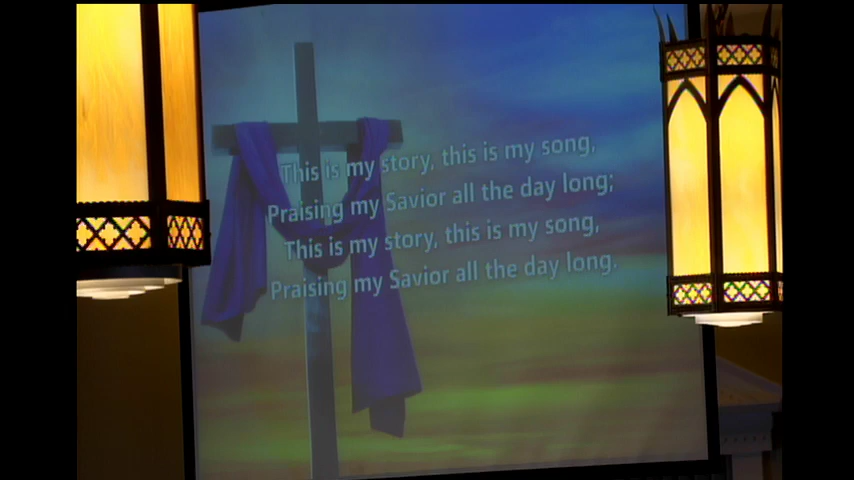 This is my story, this is my song,
Praising my Savior all the day long;
This is my story, this is my song,
Praising my Savior all the day long.